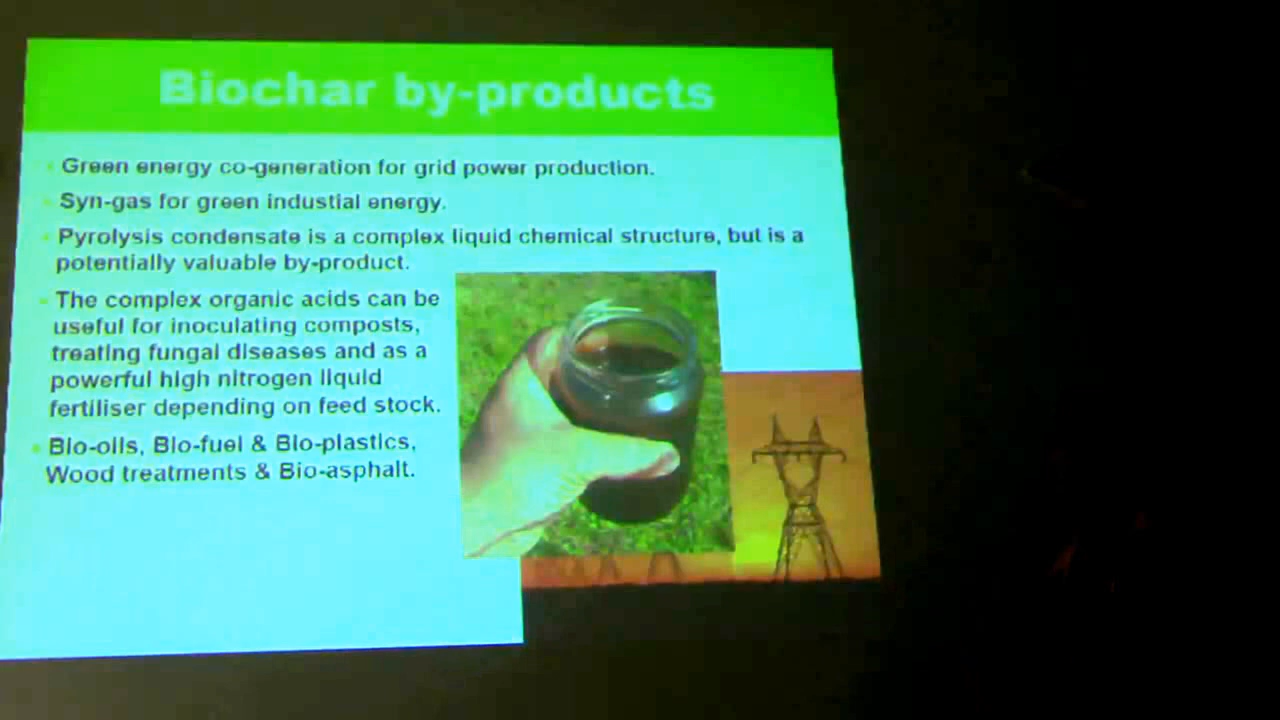 Biochar by-products
Green energy co-generation for grid power production.
Syn-gas for green industial energy.
Pyrolysis condensate is a complex liquid chemical structure, but is a
potentially valuable by-product.
The complex organic acids can be
useful for inoculating composts,
treating fungal diseases and as a
powerful high nitrogen liquid
fertiliser depending on feed stock.
Bio-oils, Bio-fuel & Bio-plastics,
Wood treatments & Bio-asphalt.